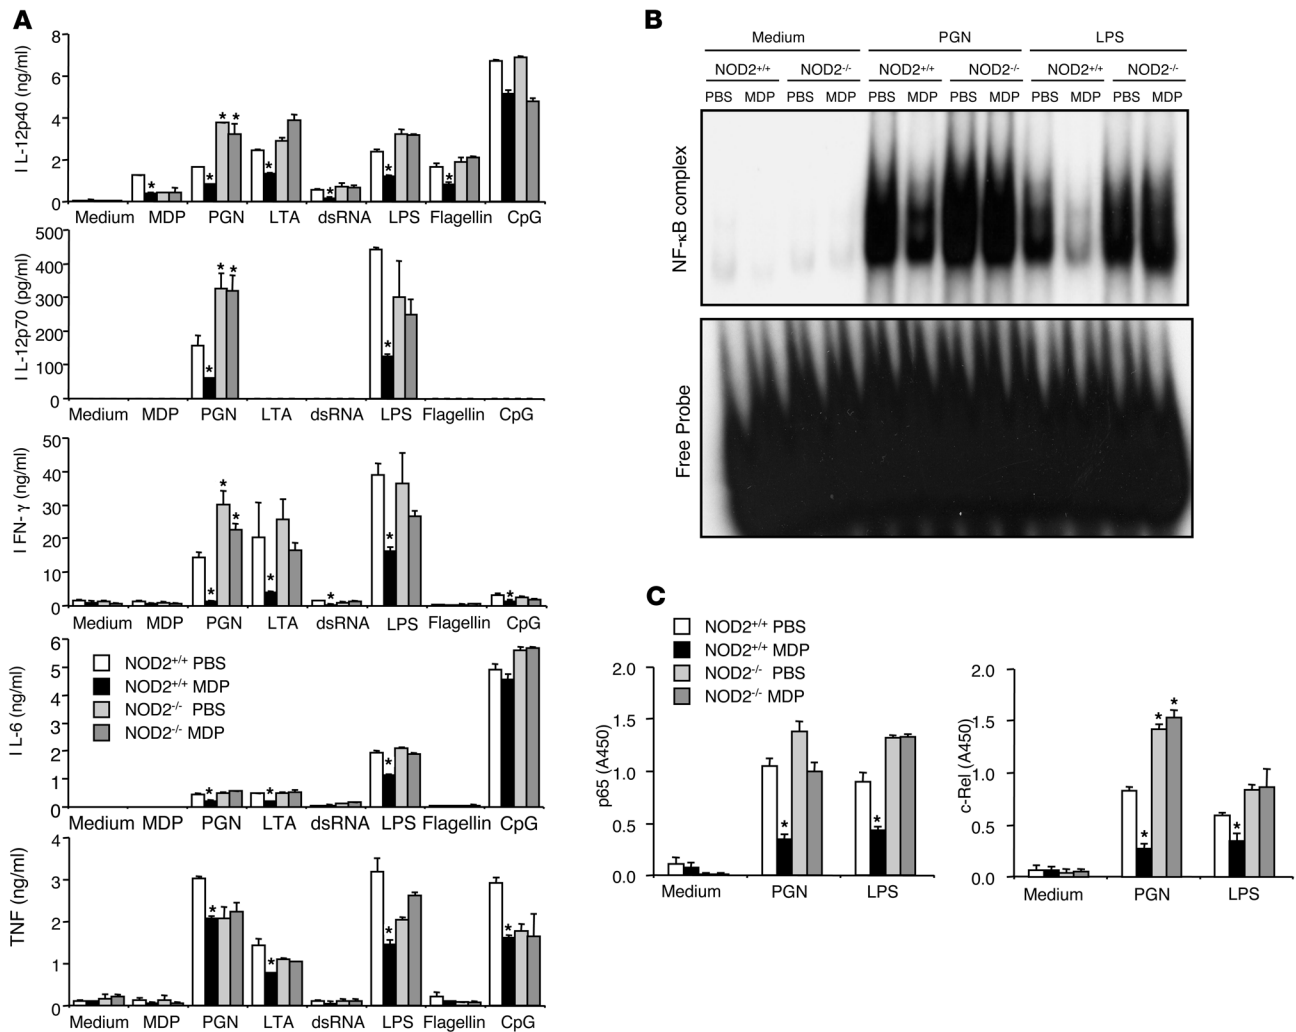 A
I L-12p40 (ng/ml)
8
6
4
2
0
* * * * * * * *
Medium MDP PGN LTA dsRNA LPS Flagellin CpG
I L-12p70 (pg/ml)
500
400
300
200
100
0
* * * *
Medium MDP PGN LTA dsRNA LPS Flagellin CpG
I FN- γ (ng/ml)
50
40
30
20
10
0
* * * * * * *
Medium MDP PGN LTA dsRNA LPS Flagellin CpG
I L-6 (ng/ml)
6
5
4
3
2
1
0
NOD2+/+ PBS
NOD2+/+ MDP
NOD2-/- PBS
NOD2-/- MDP
* * *
Medium MDP PGN LTA dsRNA LPS Flagellin CpG
TNF (ng/ml)
4
3
2
1
0
* * * *
Medium MDP PGN LTA dsRNA LPS Flagellin CpG
B
Medium PGN LPS
NOD2+/+ NOD2-/- NOD2+/+ NOD2-/- NOD2+/+ NOD2-/-
PBS MDP PBS MDP PBS MDP PBS MDP PBS MDP PBS MDP
NF-κB complex
Free Probe
C
NOD2+/+ PBS
NOD2+/+ MDP
NOD2-/- PBS
NOD2-/- MDP
p65 (A450)
2.0
1.5
1.0
0.5
0.0
* *
Medium PGN LPS
c-Rel (A450)
2.0
1.5
1.0
0.5
0.0
* * * *
Medium PGN LPS